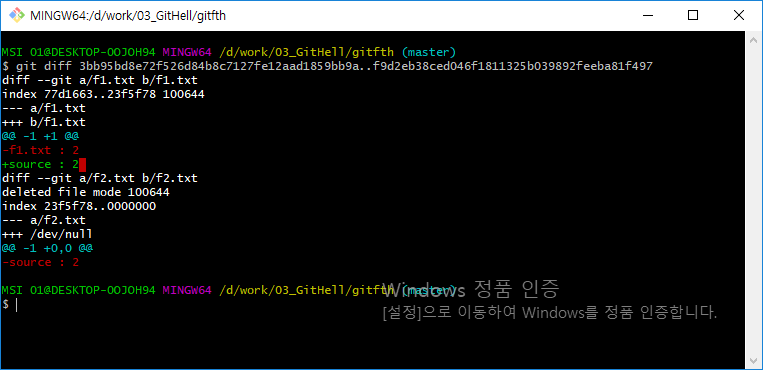 MINGW64:/d/work/03_GitHell/gitfth
MSI 01@DESKTOP-OOJOH94 MINGW64 /d/work/03_GitHell/gitfth (master)
$ git diff 3bb95bd8e72f526d84b8c7127fe12aad1859bb9a..f9d2eb38ced046f1811325b039892feeba81f497
diff --git a/f1.txt b/f1.txt
index 77d1663..23f5f78 100644
--- a/f1.txt
+++ b/f1.txt
@@ -1 +1 @@
-f1.txt : 2
+source : 2
diff --git a/f2.txt b/f2.txt
deleted file mode 100644
index 23f5f78..0000000
--- a/f2.txt
+++ /dev/null
@@ -1 +0,0 @@
-source : 2
MSI 01@DESKTOP-OOJOH94 MINGW64 /d/work/03_GitHell/gitfth (master)
Windows 정품 인증
$
[설정]으로 이동하여 Windows를 정품 인증합니다.